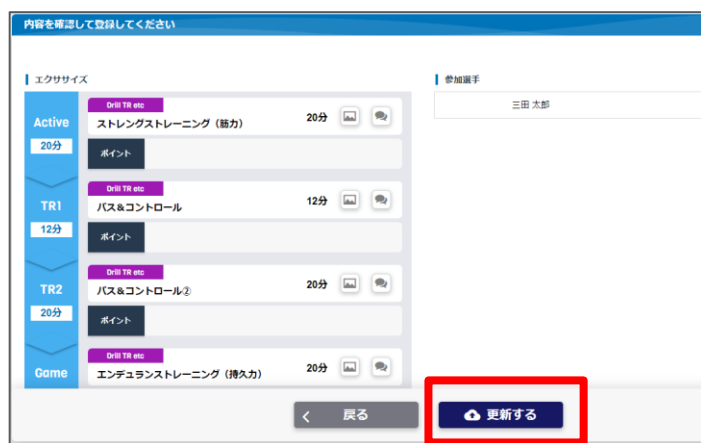 内容を確認して登録してください
エクササイズ
参加選手
三田 太郎
Active
20分
Drill TR etc
ストレングストレーニング（筋力）
20分
ポイント
TR1
12分
Drill TR etc
パス＆コントロール
12分
ポイント
TR2
20分
Drill TR etc
パス＆コントロール②
20分
ポイント
Game
Drill TR etc
エンデュランストレーニング（持久力）
20分
戻る
更新する